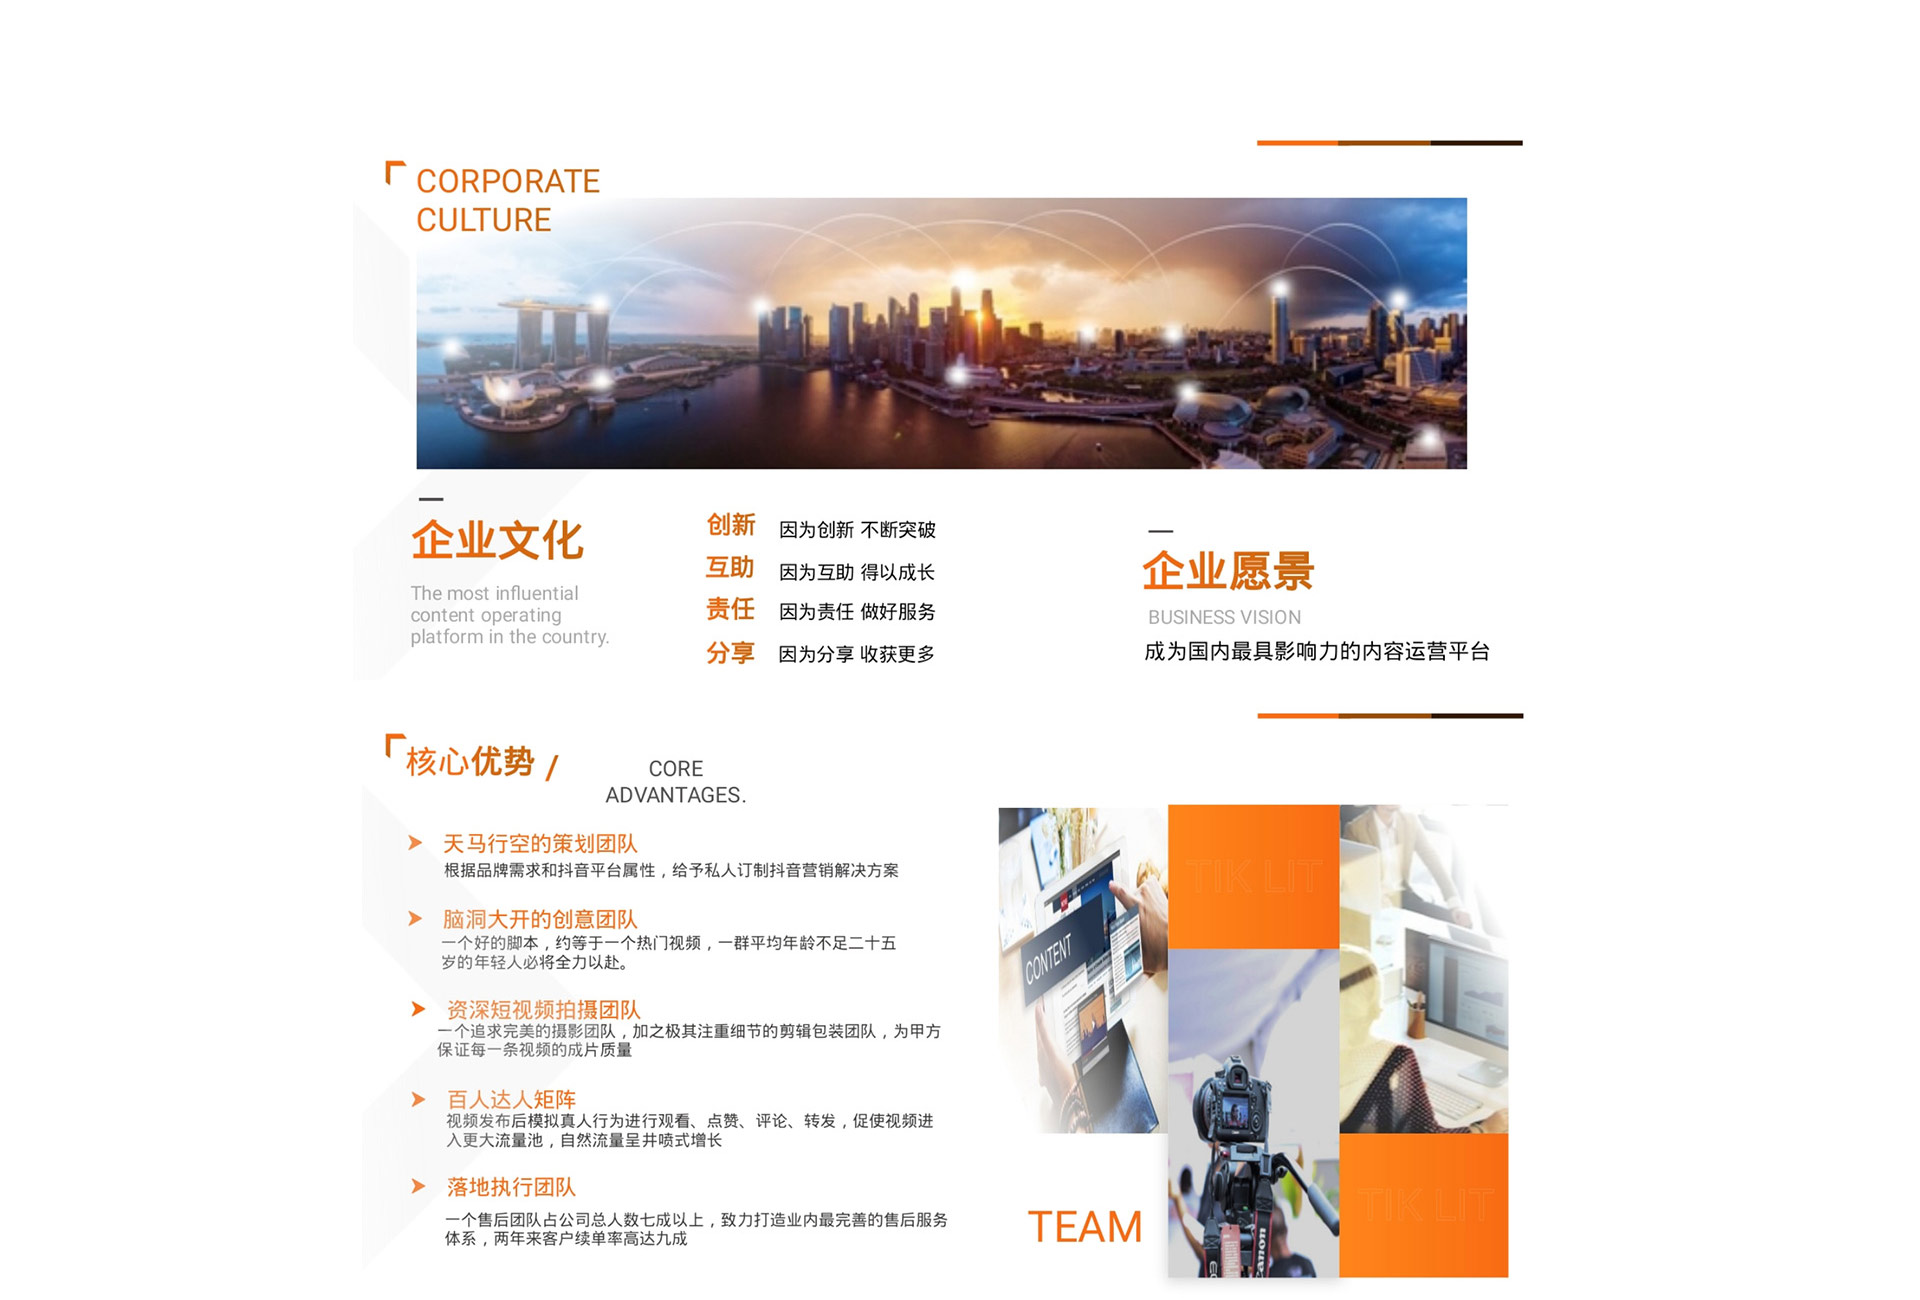 CORPORATE
CULTURE
企业文化
The most influential
content operating
platform in the country.
创新 因为创新 不断突破
互助 因为互助 得以成长
责任 因为责任 做好服务
分享 因为分享 收获更多
企业愿景
BUSINESS VISION
成为国内最具影响力的内容运营平台
核心优势 /
CORE
ADVANTAGES.
天马行空的策划团队
根据品牌需求和抖音平台属性，给予私人订制抖音营销解决方案
脑洞大开的创意团队
一个好的脚本，约等于一个热门视频，一群平均年龄不足二十五
岁的年轻人必将全力以赴。
资深短视频拍摄团队
一个追求完美的摄影团队，加之极其注重细节的剪辑包装团队，为甲方
保证每一条视频的成片质量
百人达人矩阵
视频发布后模拟真人行为进行观看、点赞、评论、转发，促使视频进
入更大流量池，自然流量呈井喷式增长
落地执行团队
一个售后团队占公司总人数七成以上，致力打造业内最完善的售后服务
体系，两年来客户续单率高达九成
CONTENT
TIK LIT
TEAM
TIK LIT